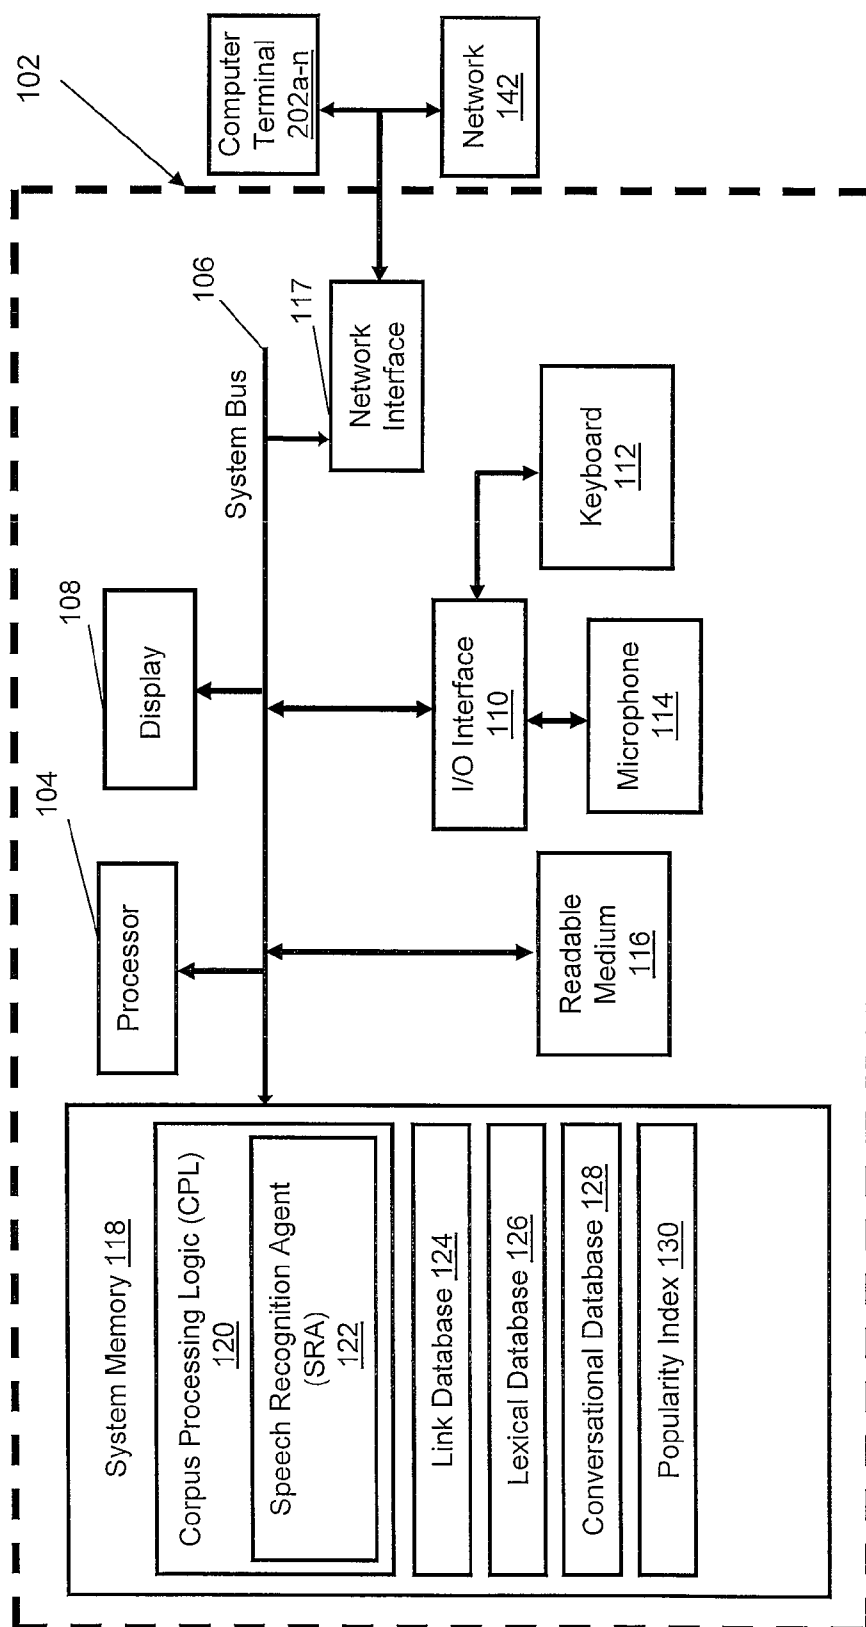 102
System Memory 118
Corpus Processing Logic (CPL)
120
Speech Recognition Agent
(SRA)
122
Link Database 124
Lexical Database 126
Conversational Database 128
Popularity Index 130
104
Processor
108
Display
System Bus
106
117
Network
Interface
Computer
Terminal
202a-n
Network
142
Readable
Medium
116
I/O Interface
110
Microphone
114
Keyboard
112